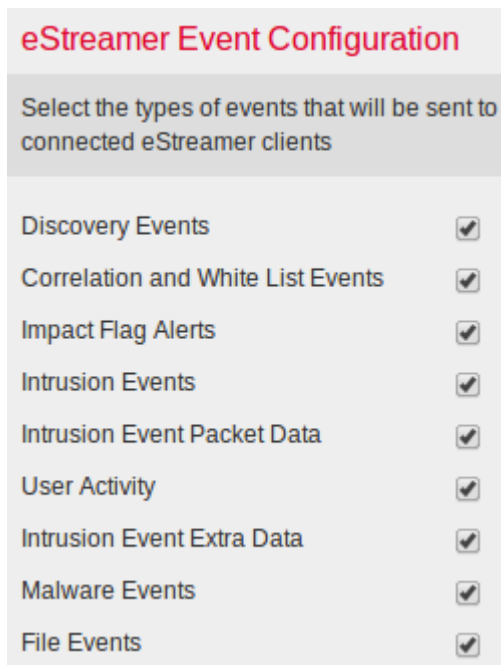 eStreamer Event Configuration
Select the types of events that will be sent to
connected eStreamer clients
Discovery Events
Correlation and White List Events
Impact Flag Alerts
Intrusion Events
Intrusion Event Packet Data
User Activity
Intrusion Event Extra Data
Malware Events
File Events